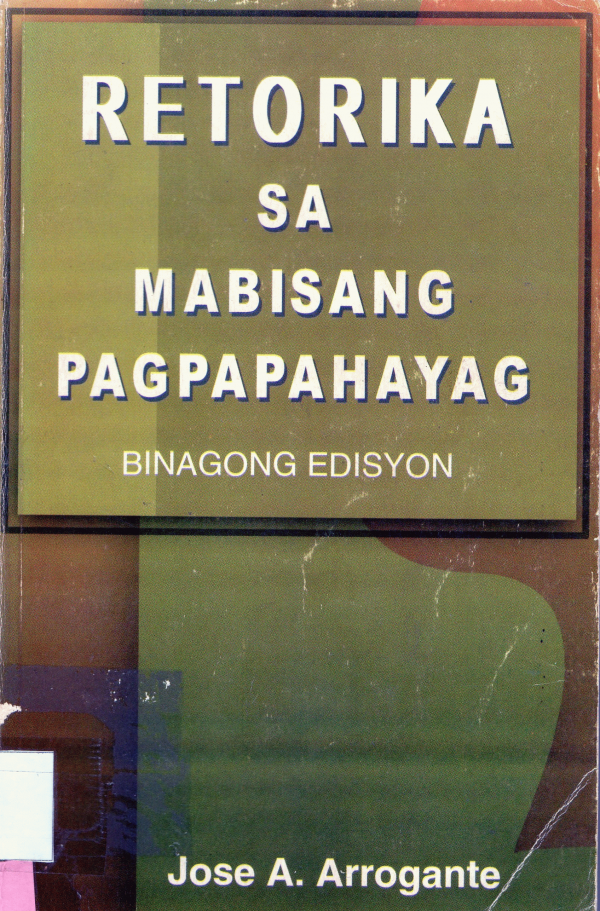 RETORIKA
SA
MABISANG
PAGPAPAHAYAG
BINAGONG EDISYON
Jose A. Arrogante